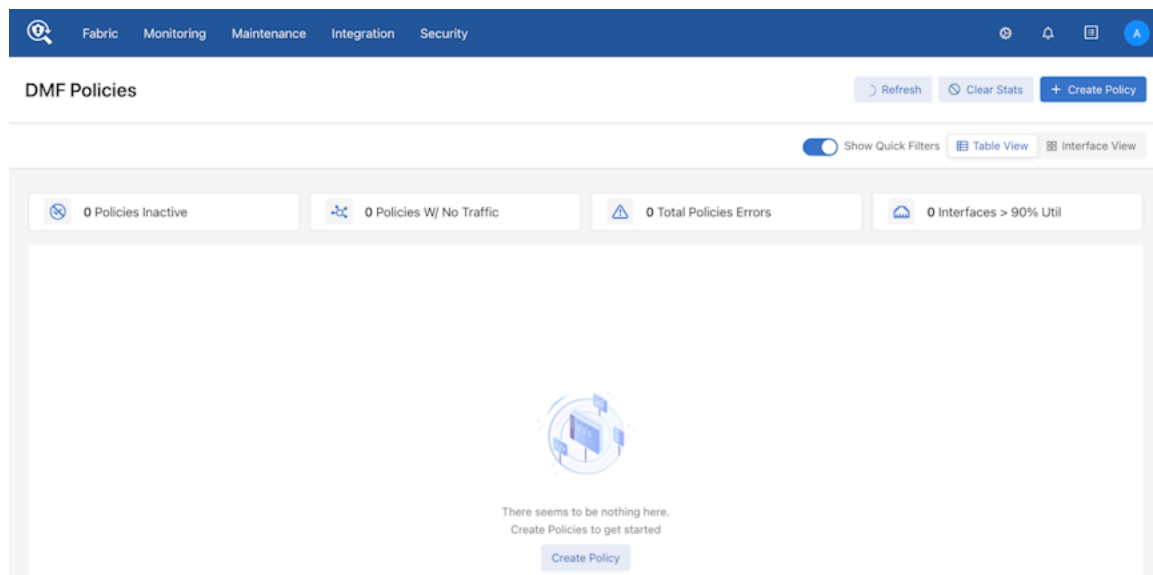 Fabric Monitoring Maintenance Integration Security A
DMF Policies Refresh Clear Stats + Create Policy
Show Quick Filters Table View Interface View
0 Policies Inactive 0 Policies W/ No Traffic 0 Total Policies Errors 0 Interfaces > 90% Util
There seems to be nothing here.
Create Policies to get started
Create Policy